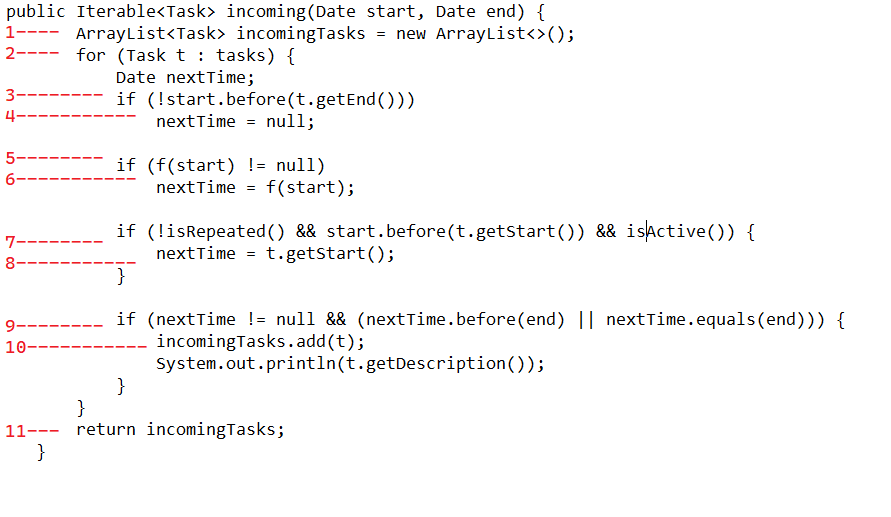 public Iterable<Task> incoming(Date start, Date end) {
1---- ArrayList<Task> incomingTasks = new ArrayList<>();
2---- for (Task t : tasks) {
Date nextTime;
3-------- if (!start.before(t.getEnd()))
4----------- nextTime = null;
5-------- if (f(start) != null)
6----------- nextTime = f(start);
7-------- if (!isRepeated() && start.before(t.getStart()) && isActive()) {
8----------- nextTime = t.getStart();
}
9-------- if (nextTime != null && (nextTime.before(end) || nextTime.equals(end))) {
10----------- incomingTasks.add(t);
System.out.println(t.getDescription());
}
}
11--- return incomingTasks;
}